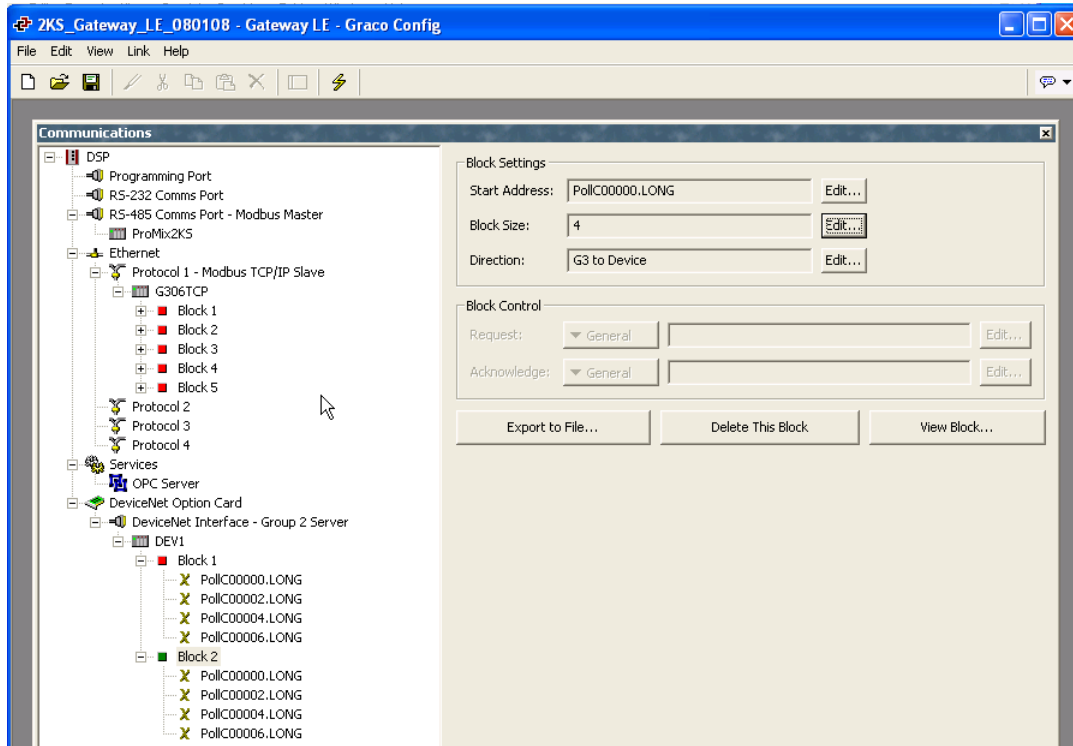 2KS_Gateway_LE_080108 - Gateway LE - Graco Config
File Edit View Link Help
Communications
DSP
Programming Port
RS-232 Comms Port
RS-485 Comms Port - Modbus Master
ProMix2KS
Ethernet
Protocol 1 - Modbus TCP/IP Slave
G306TCP
Block 1
Block 2
Block 3
Block 4
Block 5
Protocol 2
Protocol 3
Protocol 4
Services
OPC Server
DeviceNet Option Card
DeviceNet Interface - Group 2 Server
DEV1
Block 1
PollC00000.LONG
PollC00002.LONG
PollC00004.LONG
PollC00006.LONG
Block 2
PollC00000.LONG
PollC00002.LONG
PollC00004.LONG
PollC00006.LONG
Block Settings
Start Address: PollC00000.LONG Edit...
Block Size: 4 Edit...
Direction: G3 to Device Edit...
Block Control
Request: General Edit...
Acknowledge: General Edit...
Export to File... Delete This Block View Block...